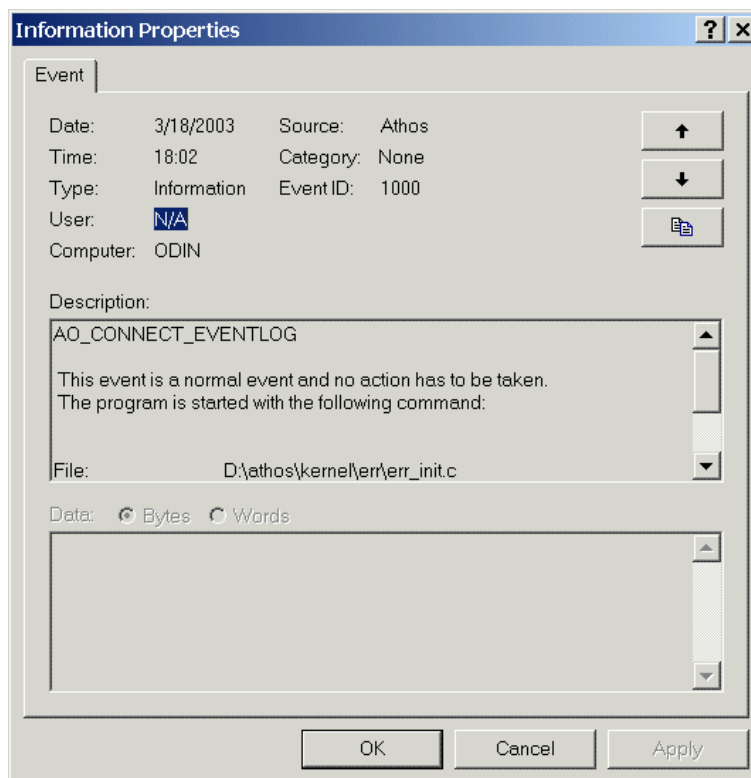 Information Properties
Event
Date: 3/18/2003 Source: Athos
Time: 18:02 Category: None
Type: Information Event ID: 1000
User: N/A
Computer: ODIN
Description:
AO_CONNECT_EVENTLOG
This event is a normal event and no action has to be taken.
The program is started with the following command:
File: D:\athos\kernel\err\err_init.c
Data: Bytes Words
OK Cancel Apply